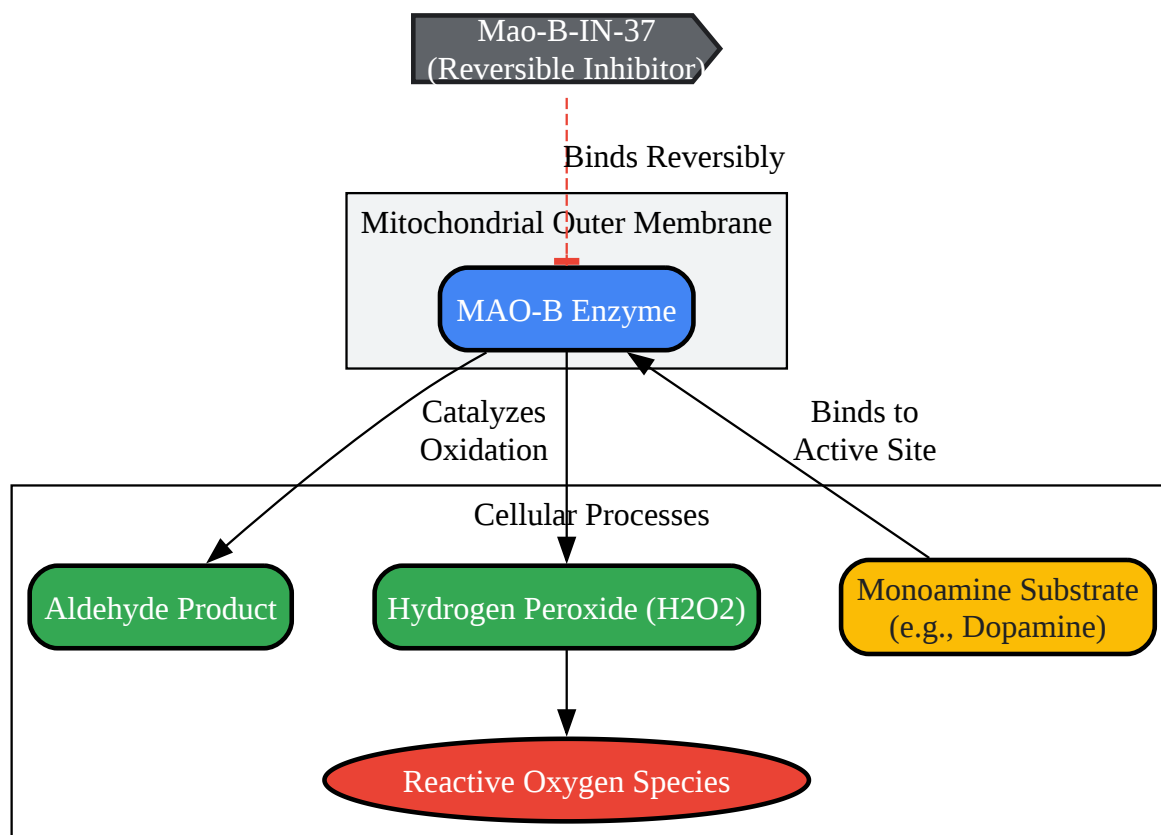 Mao-B-IN-37
(Reversible Inhibitor)
Binds Reversibly
Mitochondrial Outer Membrane
MAO-B Enzyme
Catalyzes
Oxidation
Binds to
Active Site
Cellular Processes
Aldehyde Product
Hydrogen Peroxide (H2O2)
Monoamine Substrate
(e.g., Dopamine)
Reactive Oxygen Species